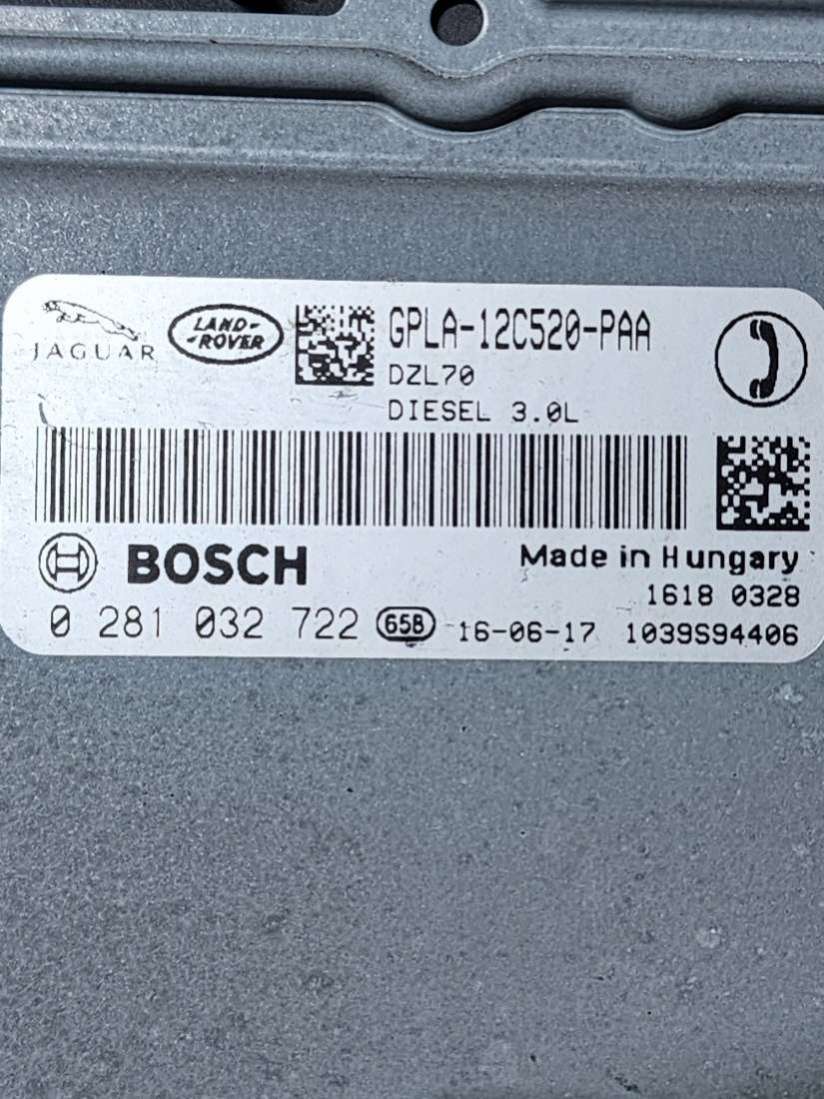 JAGUAR
LAND-
-ROVER
GPLA-12C520-PAA
DZL70
DIESEL 3.0L
BOSCH
Made in Hungary
1618 0328
0 281 032 722 65B 16-06-17 1039S94406